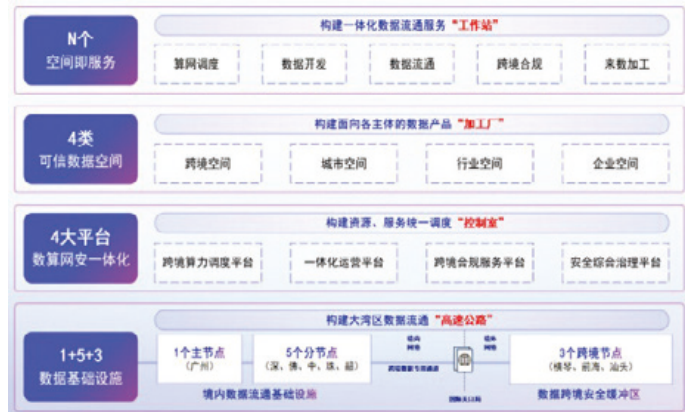 N个
空间即服务
构建一体化数据流通服务“工作站”
算网调度
数据开发
数据流通
跨境合规
来数加工
4类
可信数据空间
构建面向各主体的数据产品“加工厂”
跨境空间
城市空间
行业空间
企业空间
4大平台
数算网安一体化
构建资源、服务统一调度“控制室”
跨境算力调度平台
一体化运营平台
跨境合规服务平台
安全综合治理平台
1+5+3
数据基础设施
构建大湾区数据流通“高速公路”
1个主节点
(广州)
5个分节点
(深、佛、中、珠、韶)
3个跨境节点
(横琴、前海、汕头)
境内数据流通基础设施
数据跨境安全缓冲区